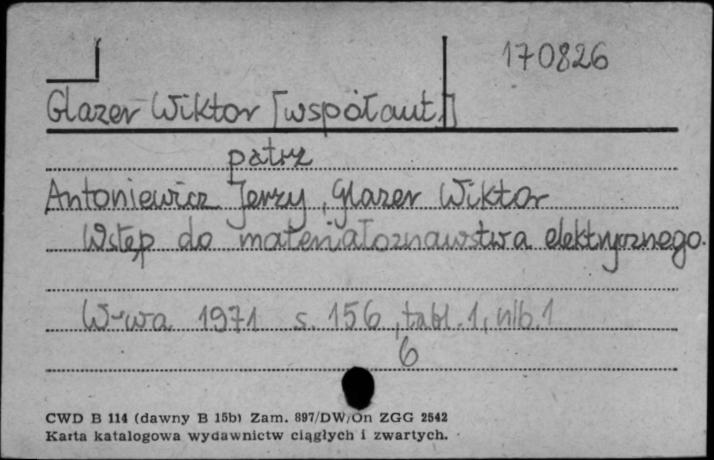 170826
Glazer Wiktor [współaut.]
patrz
Antoniewicz Jerzy, Glazer Wiktor
Wstęp do materiałoznawstwa elektrycznego.
W-wa 1971 s. 156, tabl. 1, nlb. 1
6
CWD B 114 (dawny B 15b) Zam. 897/DW/On ZGG 2542
Karta katalogowa wydawnictw ciągłych i zwartych.